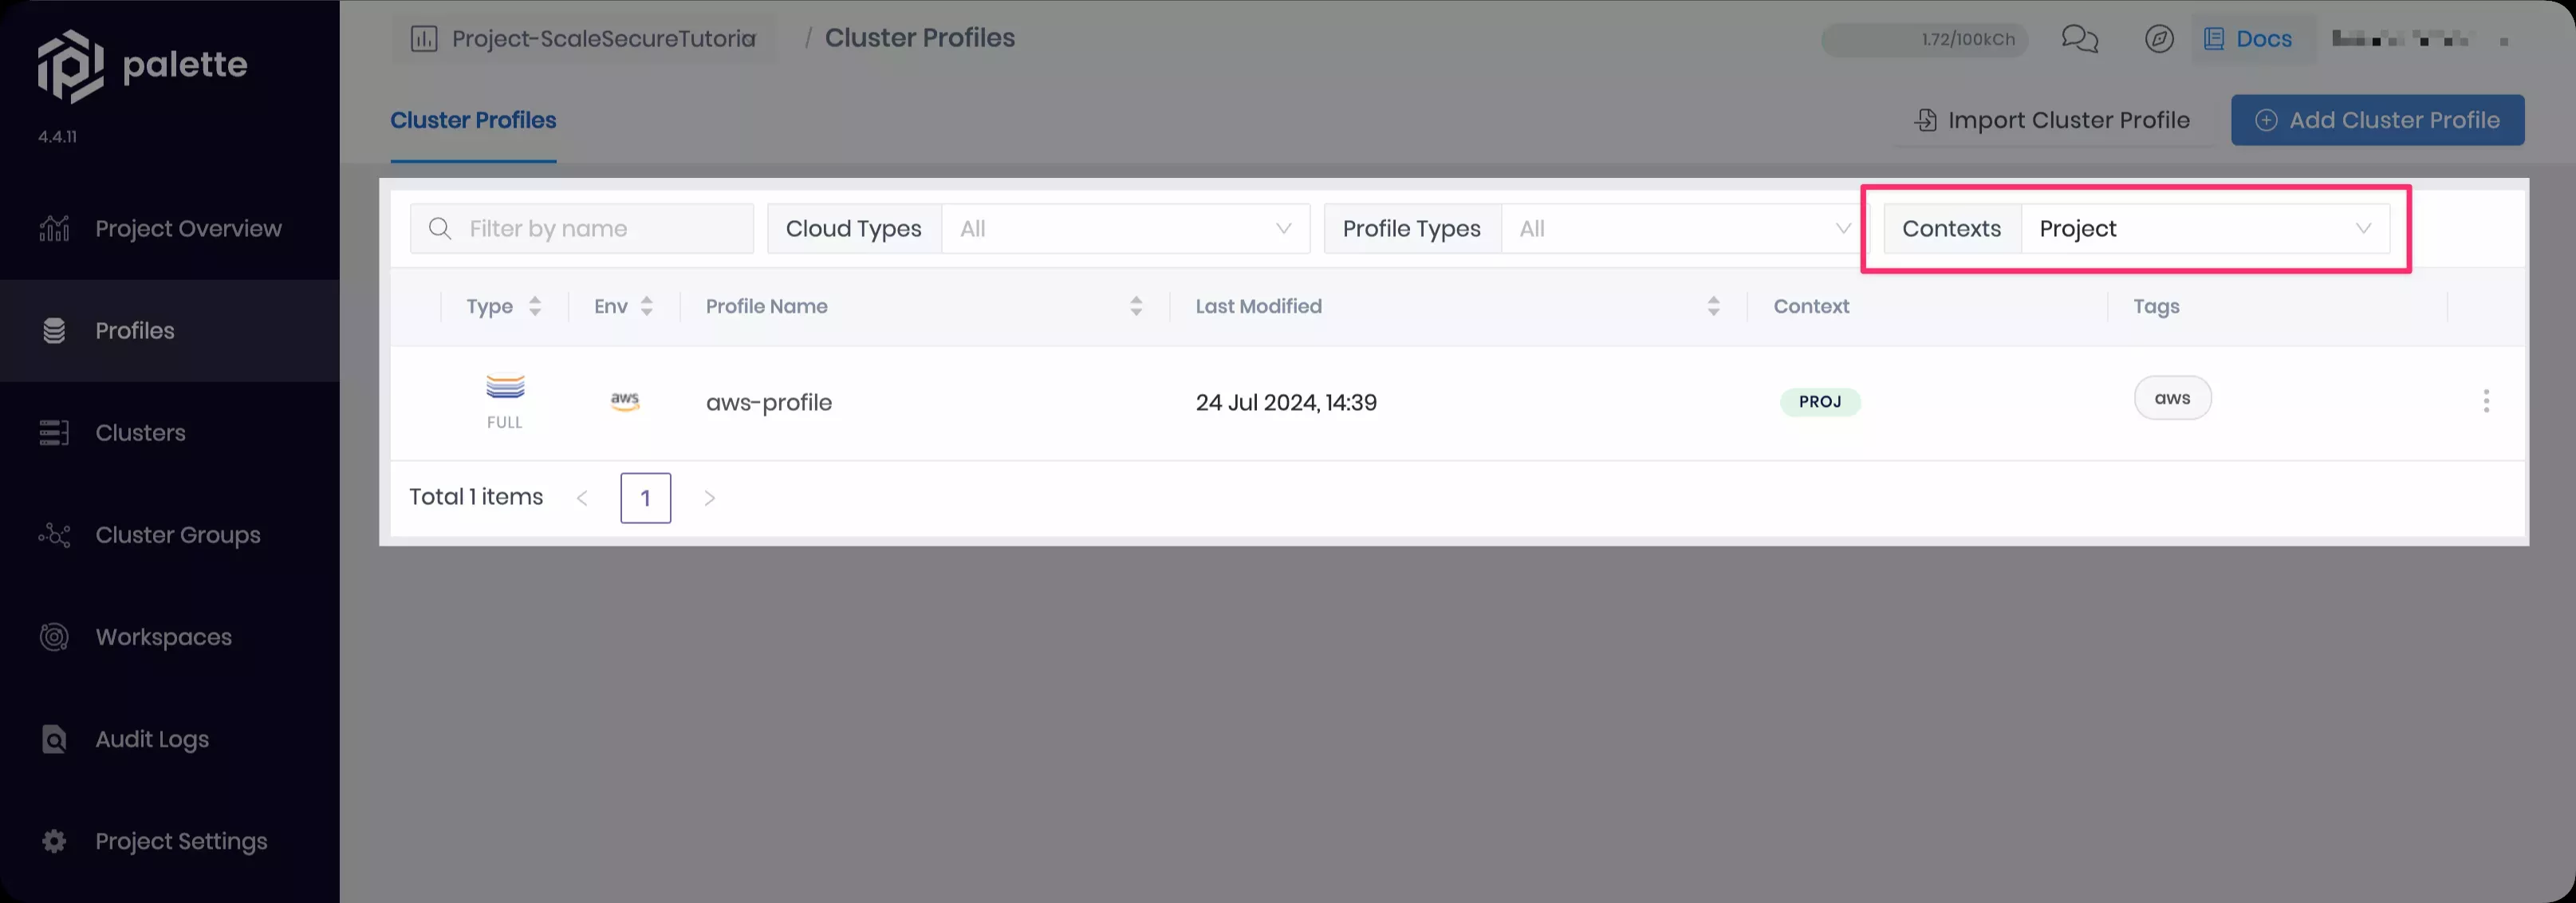 palette
4.4.11
Project Overview
Profiles
Clusters
Cluster Groups
Workspaces
Audit Logs
Project Settings
Project-ScaleSecureTutoria / Cluster Profiles
1.72/100kCh
Docs
Cluster Profiles
Import Cluster Profile
Add Cluster Profile
Filter by name
Cloud Types All
Profile Types All
Contexts Project
Type Env Profile Name Last Modified Context Tags
FULL aws aws-profile 24 Jul 2024, 14:39 PROJ aws
Total 1 items < 1 >